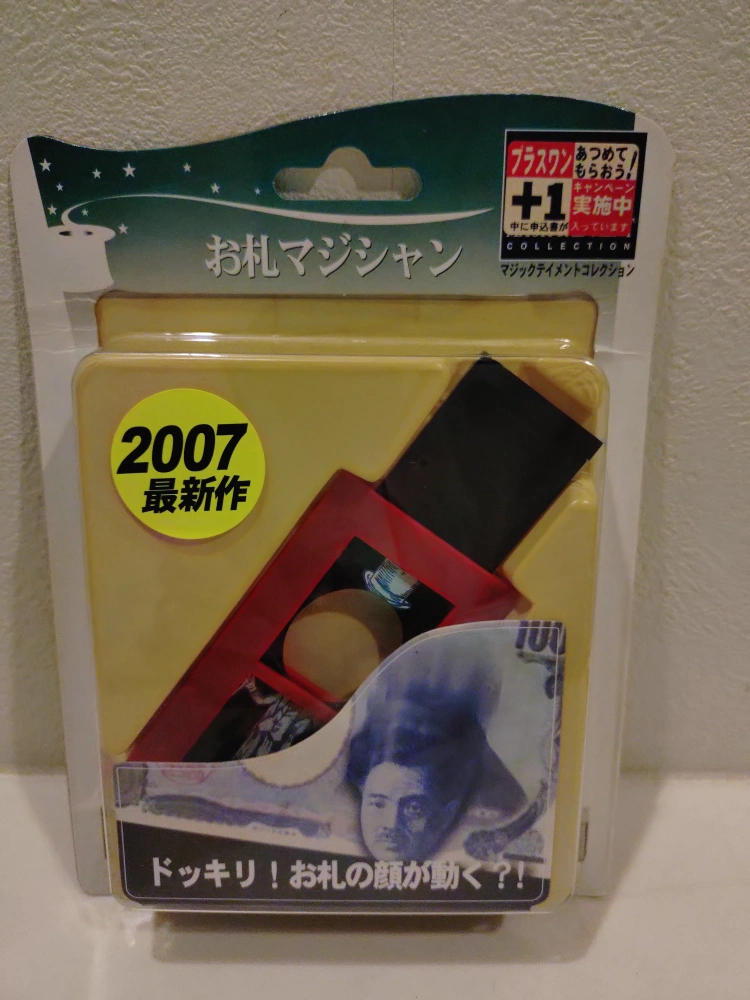 プラスワン
+1
中に申込書が
あつめて
もらおう!
キャンペーン
実施中
入っています
COLLECTION
マジックテイメントコレクション
お札マジシャン
2007
最新作
100
ドッキリ!お札の顔が動く?!